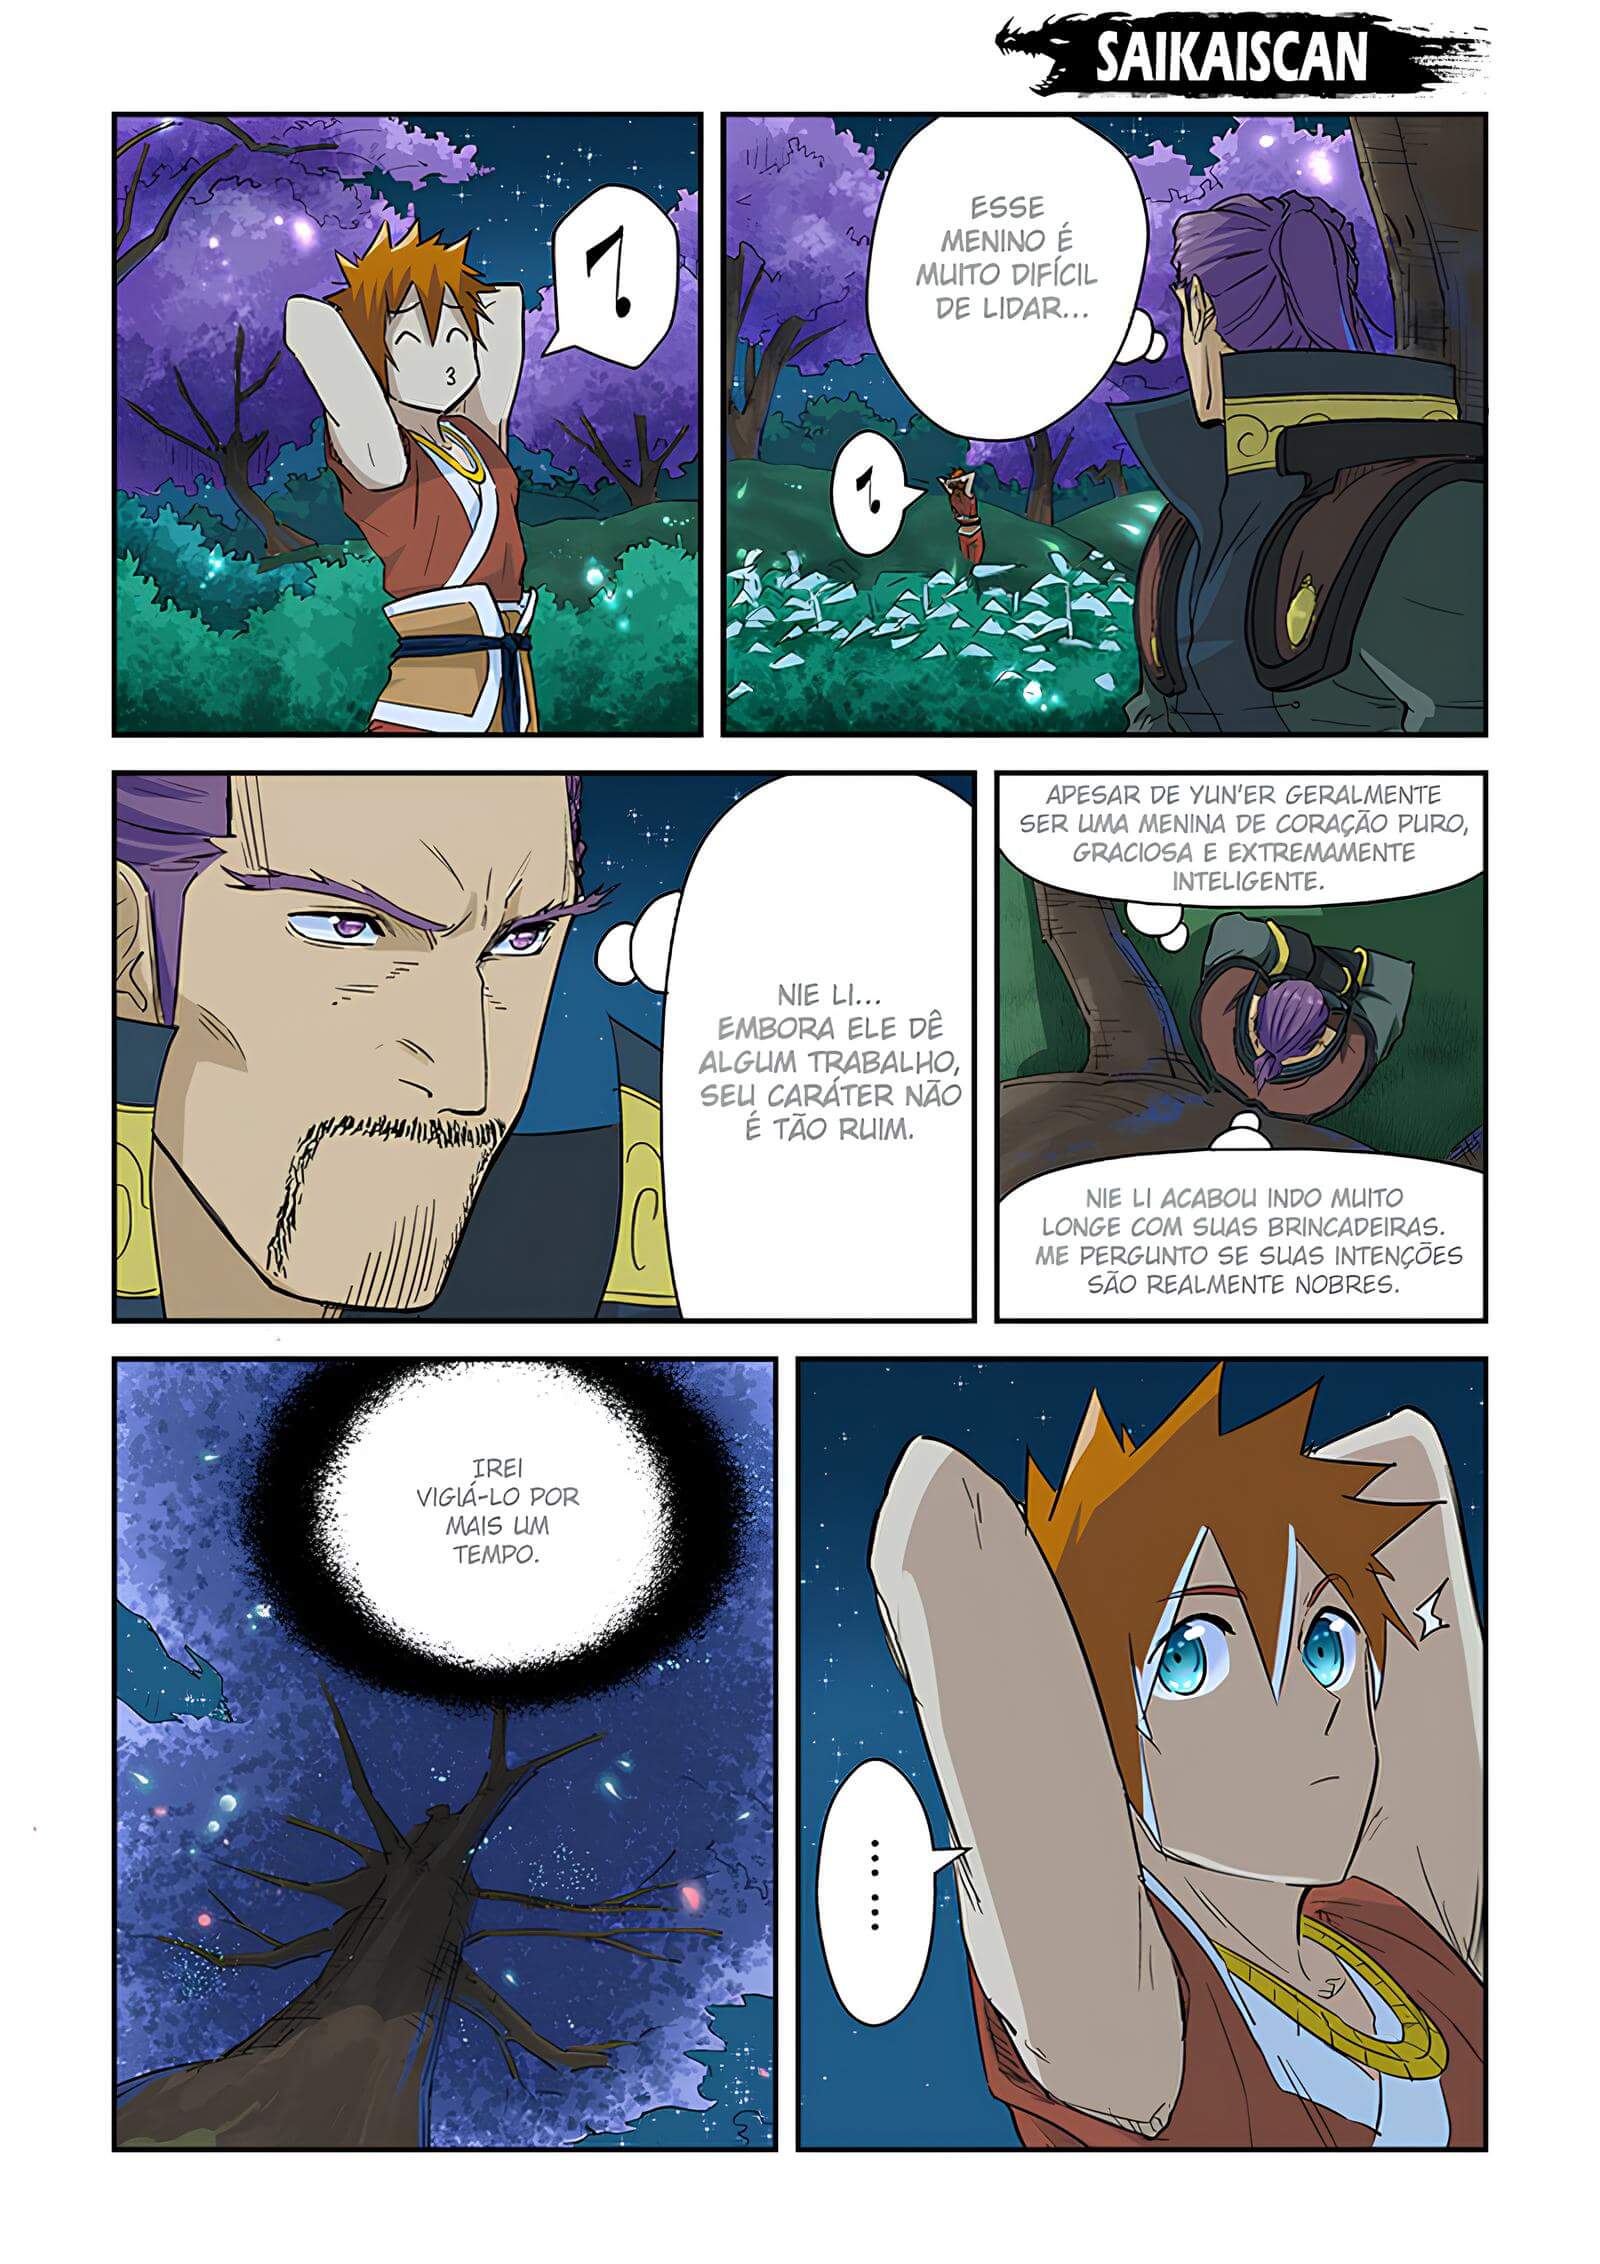 SAIKAISCAN
ESSE
MENINO É
MUITO DIFÍCIL
DE LIDAR...
NIE LI...
EMBORA ELE DÊ
ALGUM TRABALHO,
SEU CARÁTER NÃO
É TÃO RUIM.
APESAR DE YUN'ER GERALMENTE
SER UMA MENINA DE CORAÇÃO PURO,
GRACIOSA E EXTREMAMENTE
INTELIGENTE.
NIE LI ACABOU INDO MUITO
LONGE COM SUAS BRINCADEIRAS.
ME PERGUNTO SE SUAS INTENÇÕES
SÃO REALMENTE NOBRES.
IREI
VIGIÁ-LO POR
MAIS UM
TEMPO.
.......